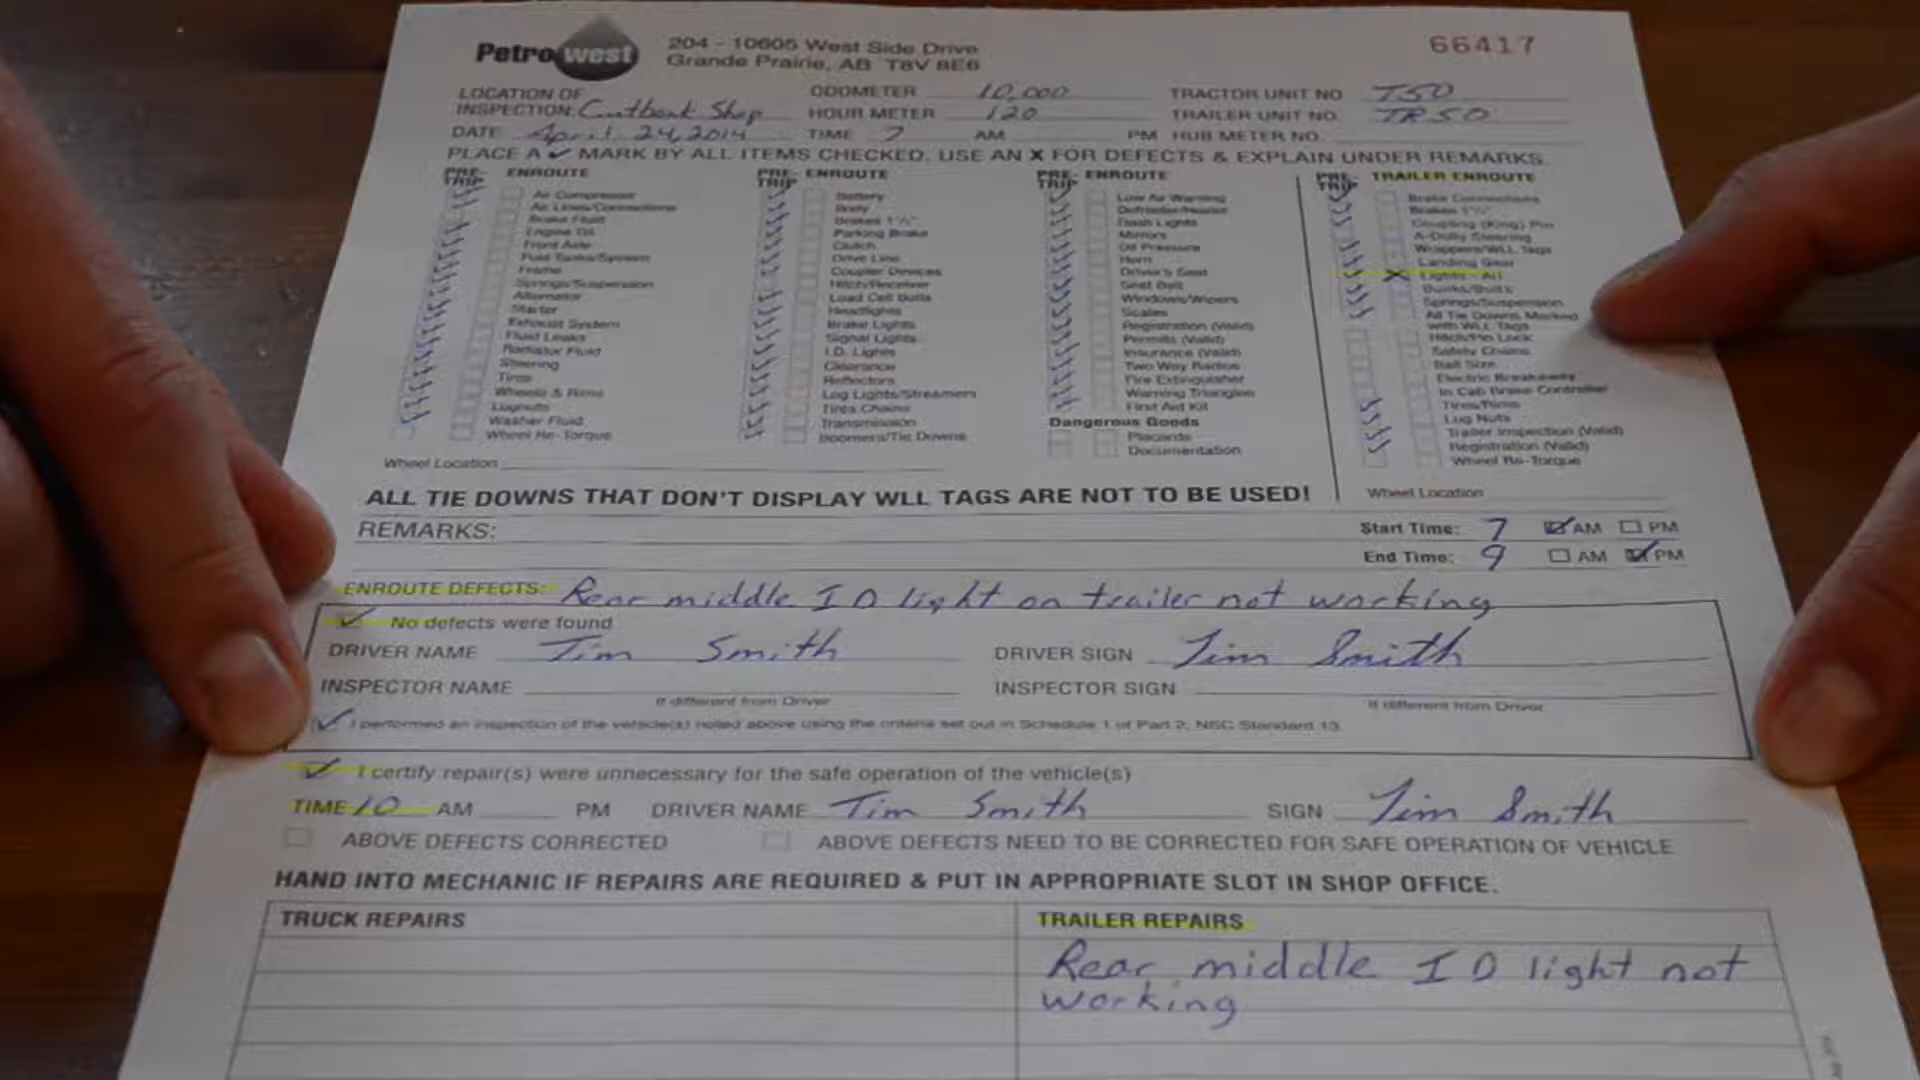 Petrowest
204 - 10605 West Side Drive
Grande Prairie, AB T8V 8E6
66417
LOCATION OF INSPECTION: Cutbank Shop
ODOMETER 10,000
TRACTOR UNIT NO. T50
HOUR METER 120
TRAILER UNIT NO. TR50
DATE April 24, 2014 TIME 7 AM PM HUB METER NO.
PLACE A ✓ MARK BY ALL ITEMS CHECKED, USE AN X FOR DEFECTS & EXPLAIN UNDER REMARKS.
PRE-TRIP ENROUTE
Air Compressor
Air Lines/Connections
Brake Fluid
Engine Oil
Front Axle
Fuel Tanks/System
Frame
Springs/Suspension
Alternator
Starter
Exhaust System
Fluid Leaks
Radiator Fluid
Steering
Tires
Wheels & Rims
Lugnuts
Washer Fluid
Wheel Re-Torque
Wheel Location
PRE-TRIP ENROUTE
Battery
Body
Brakes 1½"
Parking Brake
Clutch
Drive Line
Coupler Devices
Hitch/Receiver
Load Cell Bolts
Headlights
Brake Lights
Signal Lights
I.D. Lights
Clearance
Reflectors
Log Lights/Streamers
Tires Chains
Transmission
Boomers/Tie Downs
PRE-TRIP ENROUTE
Low Air Warning
Defroster/Heater
Dash Lights
Mirrors
Oil Pressure
Horn
Driver's Seat
Seat Belt
Windows/Wipers
Scales
Registration (Valid)
Permits (Valid)
Insurance (Valid)
Two Way Radios
Fire Extinguisher
Warning Triangles
First Aid Kit
Dangerous Goods
Placards
Documentation
PRE-TRIP TRAILER ENROUTE
Brake Connections
Brakes 1½"
Coupling (King) Pin
A-Dolly Steering
Wrappers/WLL Tags
Landing Gear
X Lights - All
Bunks/Bolts
Springs/Suspension
All Tie Downs Marked
with WLL Tags
Hitch/Pin Lock
Safety Chains
Ball Size
Electric Breakaway
In Cab Brake Controller
Tires/Rims
Lug Nuts
Trailer Inspection (Valid)
Registration (Valid)
Wheel Re-Torque
Wheel Location
ALL TIE DOWNS THAT DON'T DISPLAY WLL TAGS ARE NOT TO BE USED!
REMARKS:
Start Time: 7 ✓ AM PM
End Time: 9 AM ✓ PM
ENROUTE DEFECTS: Rear middle I D light on trailer not working
✓ No defects were found
DRIVER NAME Tim Smith DRIVER SIGN Tim Smith
INSPECTOR NAME INSPECTOR SIGN
If different from Driver If different from Driver
✓ I performed an inspection of the vehicle(s) noted above using the criteria set out in Schedule 1 of Part 2, NSC Standard 13.
✓ I certify repair(s) were unnecessary for the safe operation of the vehicle(s)
TIME 10 AM PM DRIVER NAME Tim Smith SIGN Tim Smith
ABOVE DEFECTS CORRECTED ABOVE DEFECTS NEED TO BE CORRECTED FOR SAFE OPERATION OF VEHICLE
HAND INTO MECHANIC IF REPAIRS ARE REQUIRED & PUT IN APPROPRIATE SLOT IN SHOP OFFICE.
TRUCK REPAIRS
TRAILER REPAIRS
Rear middle I D light not
working